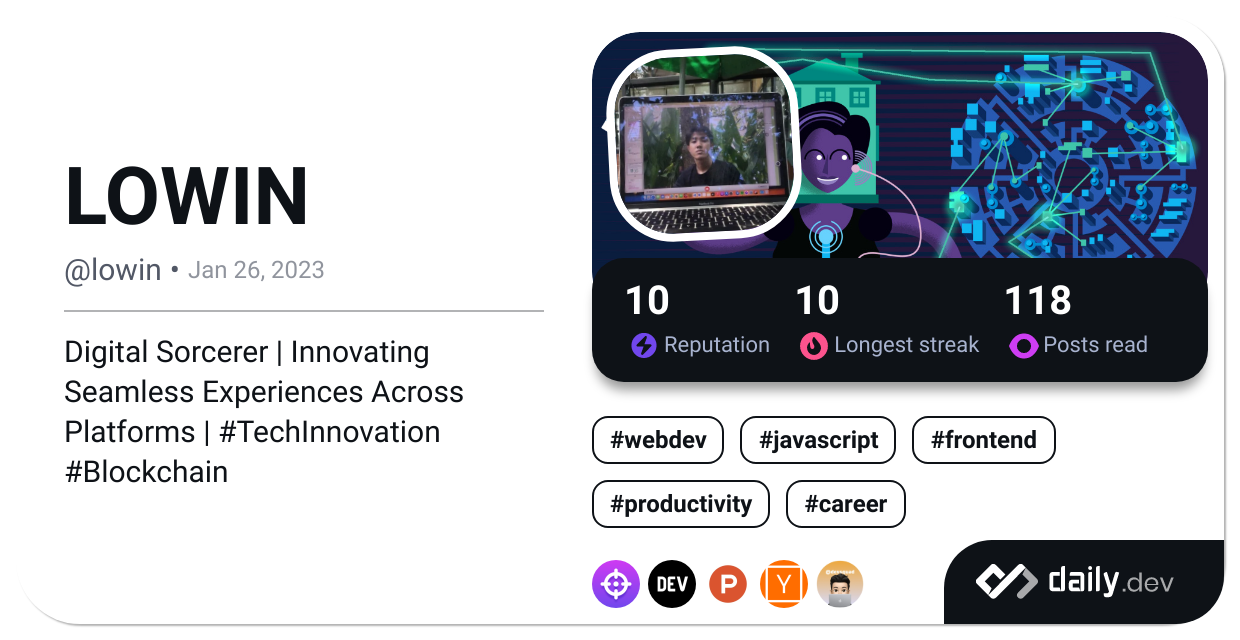 LOWIN
@lowin • Jan 26, 2023
Digital Sorcerer | Innovating
Seamless Experiences Across
Platforms | #TechInnovation
#Blockchain
10 10 118
Reputation Longest streak Posts read
#webdev #javascript #frontend
#productivity #career
DEV P Y
daily.dev